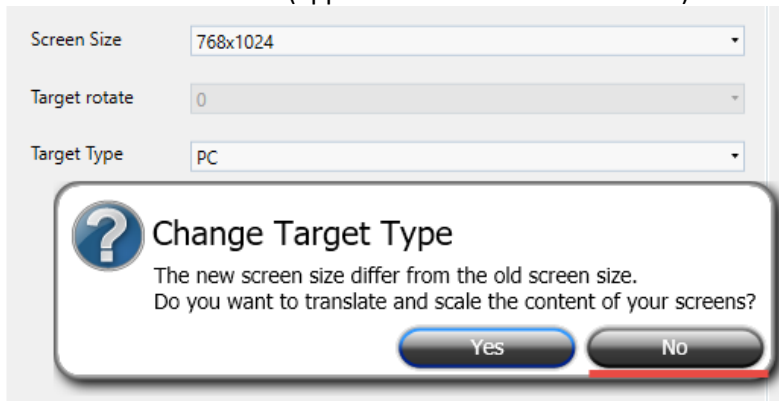 Screen Size
768x1024
Target rotate
0
Target Type
PC
Change Target Type
The new screen size differ from the old screen size.
Do you want to translate and scale the content of your screens?
Yes
No